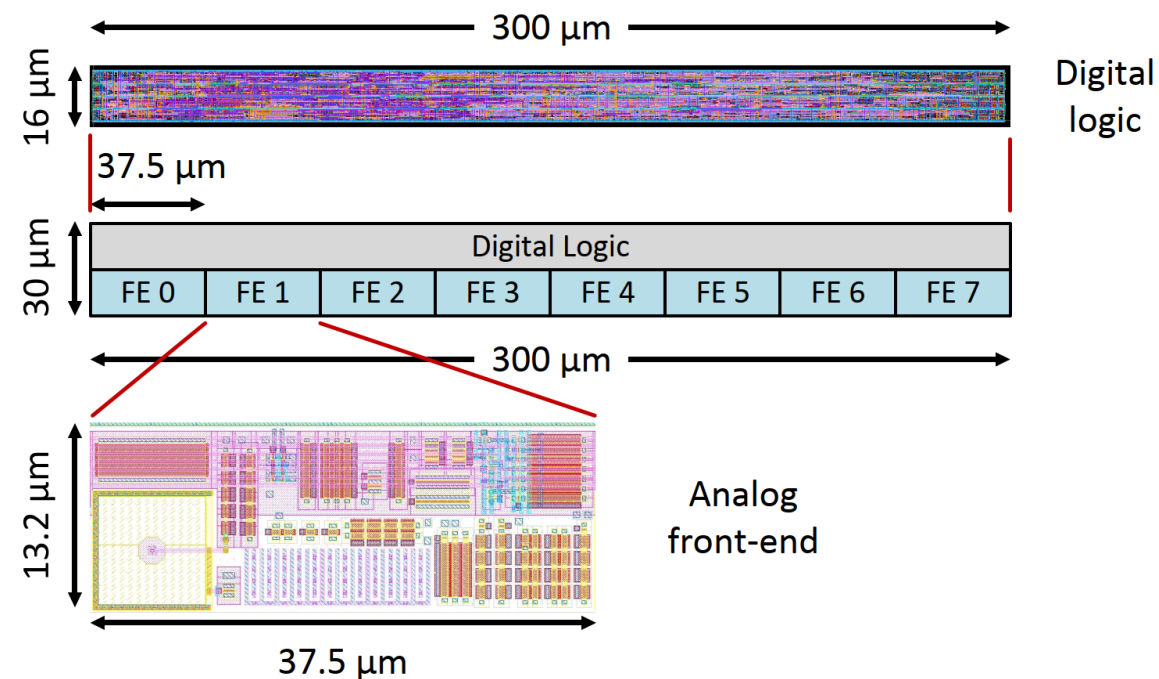 300 µm
16 µm
Digital
logic
37.5 µm
30 µm
Digital Logic
FE 0 FE 1 FE 2 FE 3 FE 4 FE 5 FE 6 FE 7
300 µm
13.2 µm
Analog
front-end
37.5 µm